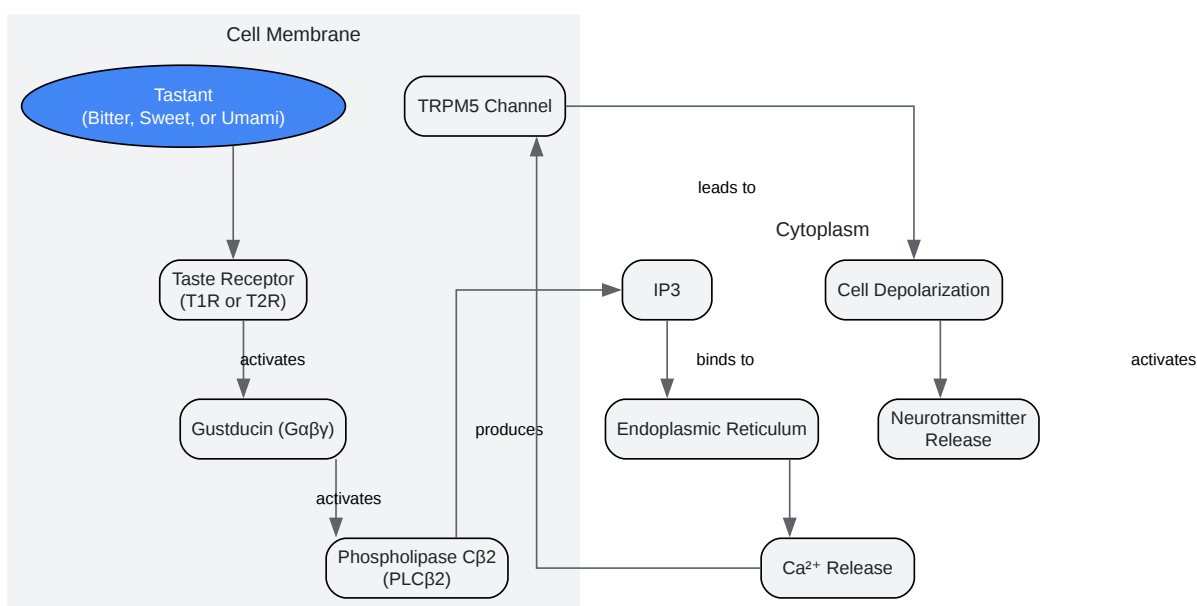 Cell Membrane
Tastant
(Bitter, Sweet, or Umami)
TRPM5 Channel
leads to
Cytoplasm
Taste Receptor
(T1R or T2R)
IP3
Cell Depolarization
activates
binds to
activates
Gustducin (Gαβγ)
produces
Endoplasmic Reticulum
Neurotransmitter
Release
activates
Phospholipase Cβ2
(PLCβ2)
Ca²⁺ Release